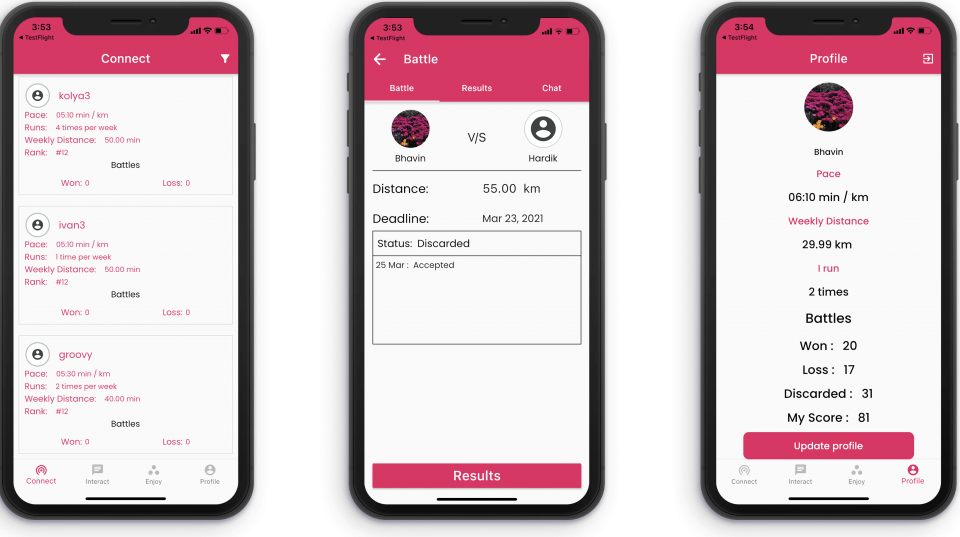 3:53
◀ TestFlight
Connect
kolya3
Pace: 05:10 min / km
Runs: 4 times per week
Weekly Distance: 50.00 min
Rank: #12
Battles
Won: 0 Loss: 0
ivan3
Pace: 05:10 min / km
Runs: 1 time per week
Weekly Distance: 50.00 min
Rank: #12
Battles
Won: 0 Loss: 0
groovy
Pace: 05:30 min / km
Runs: 2 times per week
Weekly Distance: 40.00 min
Rank: #12
Battles
Won: 0 Loss: 0
Connect Interact Enjoy Profile
3:53
◀ TestFlight
Battle
Battle Results Chat
V/S
Bhavin Hardik
Distance: 55.00 km
Deadline: Mar 23, 2021
Status: Discarded
25 Mar : Accepted
Results
3:54
◀ TestFlight
Profile
Bhavin
Pace
06:10 min / km
Weekly Distance
29.99 km
I run
2 times
Battles
Won : 20
Loss : 17
Discarded : 31
My Score : 81
Update profile
Connect Interact Enjoy Profile